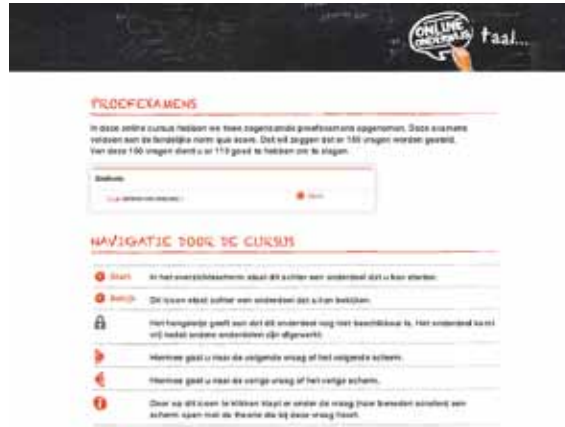 ONLINE
ONDERWIJS
taal...
PROEFEXAMENS
In deze online cursus hebben we twee zogenaamde proefexamens opgenomen. Deze examens
voldoen aan de landelijke norm qua score. Dat wil zeggen dat er 150 vragen worden gesteld.
Van deze 150 vragen dient u er 110 goed te hebben om te slagen.
NAVIGATIE DOOR DE CURSUS
Start In het overzichtsscherm staat dit achter een onderdeel dat u kan starten.
Bekijk Dit icoon staat achter een onderdeel dat u kan bekijken.
Het hangslotje geeft aan dat dit onderdeel nog niet beschikbaar is. Het onderdeel komt
vrij nadat andere onderdelen zijn afgewerkt.
Hiermee gaat u naar de volgende vraag of het volgende scherm.
Hiermee gaat u naar de vorige vraag of het vorige scherm.
Door op dit icoon te klikken klapt er onder de vraag (naar beneden scrollen) een
scherm open met de theorie die bij deze vraag hoort.